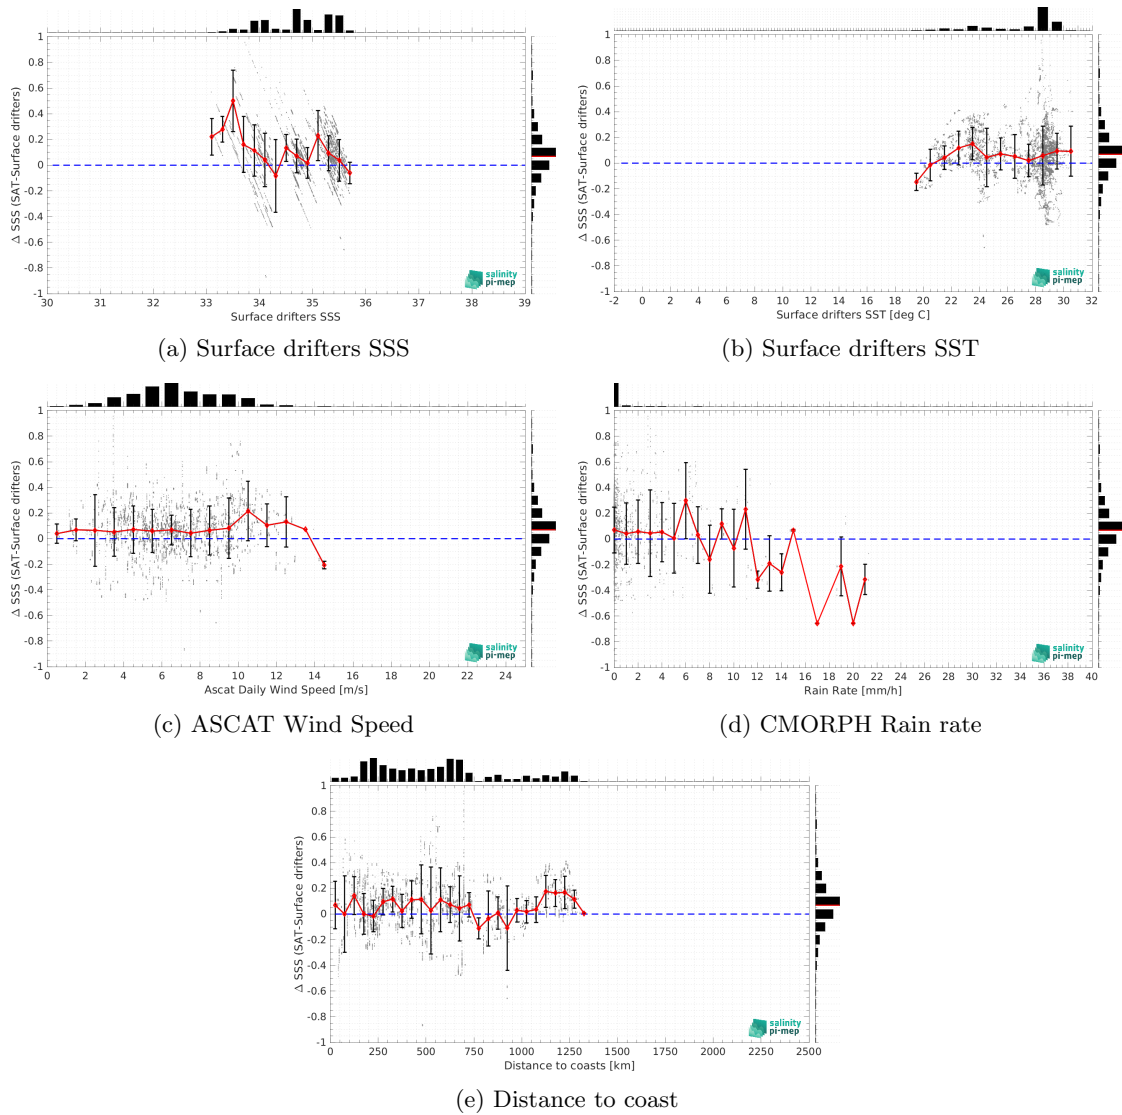 1
0.8
0.6
0.4
0.2
0
-0.2
-0.4
-0.6
-0.8
-1
Δ SSS (SAT-Surface drifters)
30 31 32 33 34 35 36 37 38 39
Surface drifters SSS
salinity
pi-mep
(a) Surface drifters SSS
1
0.8
0.6
0.4
0.2
0
-0.2
-0.4
-0.6
-0.8
-1
Δ SSS (SAT-Surface drifters)
-2 0 2 4 6 8 10 12 14 16 18 20 22 24 26 28 30 32
Surface drifters SST [deg C]
salinity
pi-mep
(b) Surface drifters SST
1
0.8
0.6
0.4
0.2
0
-0.2
-0.4
-0.6
-0.8
-1
Δ SSS (SAT-Surface drifters)
0 2 4 6 8 10 12 14 16 18 20 22 24
Ascat Daily Wind Speed [m/s]
salinity
pi-mep
(c) ASCAT Wind Speed
1
0.8
0.6
0.4
0.2
0
-0.2
-0.4
-0.6
-0.8
-1
Δ SSS (SAT-Surface drifters)
0 2 4 6 8 10 12 14 16 18 20 22 24 26 28 30 32 34 36 38 40
Rain Rate [mm/h]
salinity
pi-mep
(d) CMORPH Rain rate
1
0.8
0.6
0.4
0.2
0
-0.2
-0.4
-0.6
-0.8
-1
Δ SSS (SAT-Surface drifters)
0 250 500 750 1000 1250 1500 1750 2000 2250 2500
Distance to coasts [km]
salinity
pi-mep
(e) Distance to coast